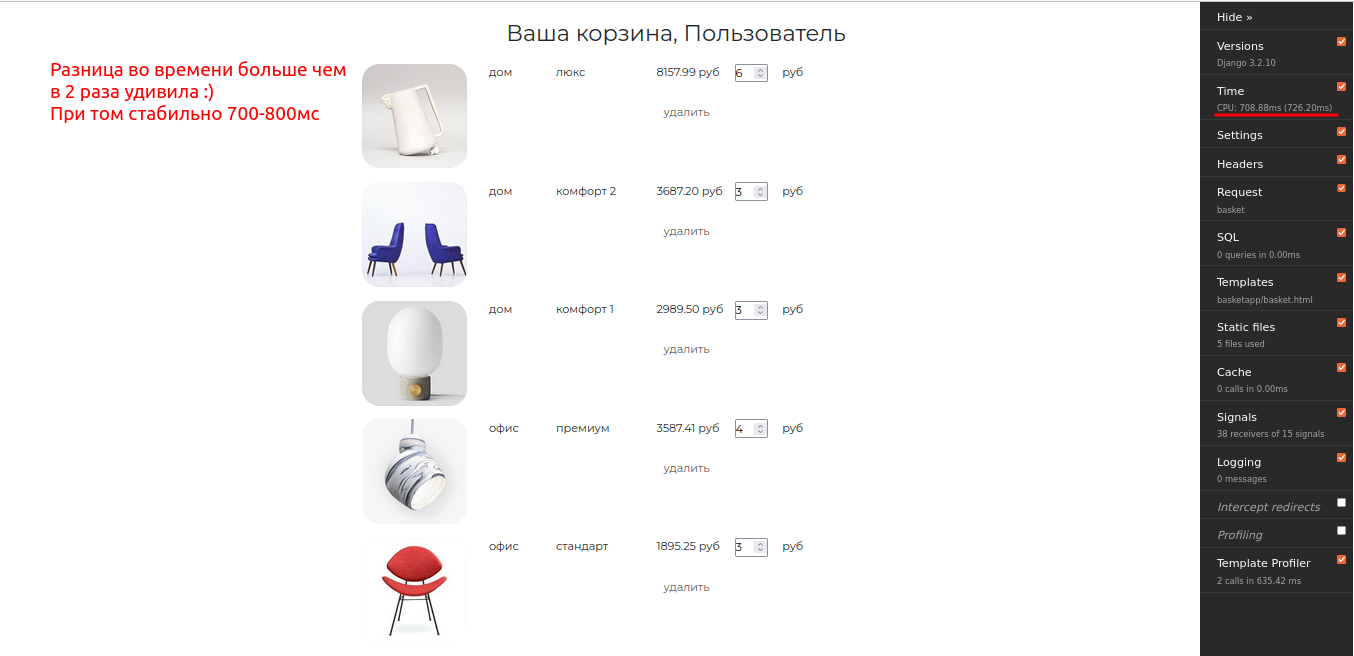 Ваша корзина, Пользователь
Разница во времени больше чем
в 2 раза удивила :)
При том стабильно 700-800мс
дом люкс 8157.99 руб 6 руб
удалить
дом комфорт 2 3687.20 руб 3 руб
удалить
дом комфорт 1 2989.50 руб 3 руб
удалить
офис премиум 3587.41 руб 4 руб
удалить
офис стандарт 1895.25 руб 3 руб
удалить
Hide »
Versions
Django 3.2.10
Time
CPU: 708.88ms (726.20ms)
Settings
Headers
Request
basket
SQL
0 queries in 0.00ms
Templates
basketapp/basket.html
Static files
5 files used
Cache
0 calls in 0.00ms
Signals
38 receivers of 15 signals
Logging
0 messages
Intercept redirects
Profiling
Template Profiler
2 calls in 635.42 ms